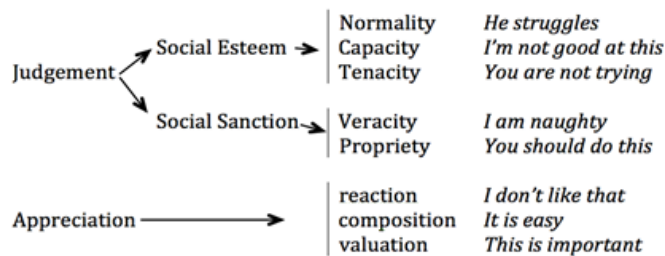 Normality He struggles
Social Esteem Capacity I'm not good at this
Judgement Tenacity You are not trying
Social Sanction Veracity I am naughty
Propriety You should do this
reaction I don't like that
Appreciation composition It is easy
valuation This is important